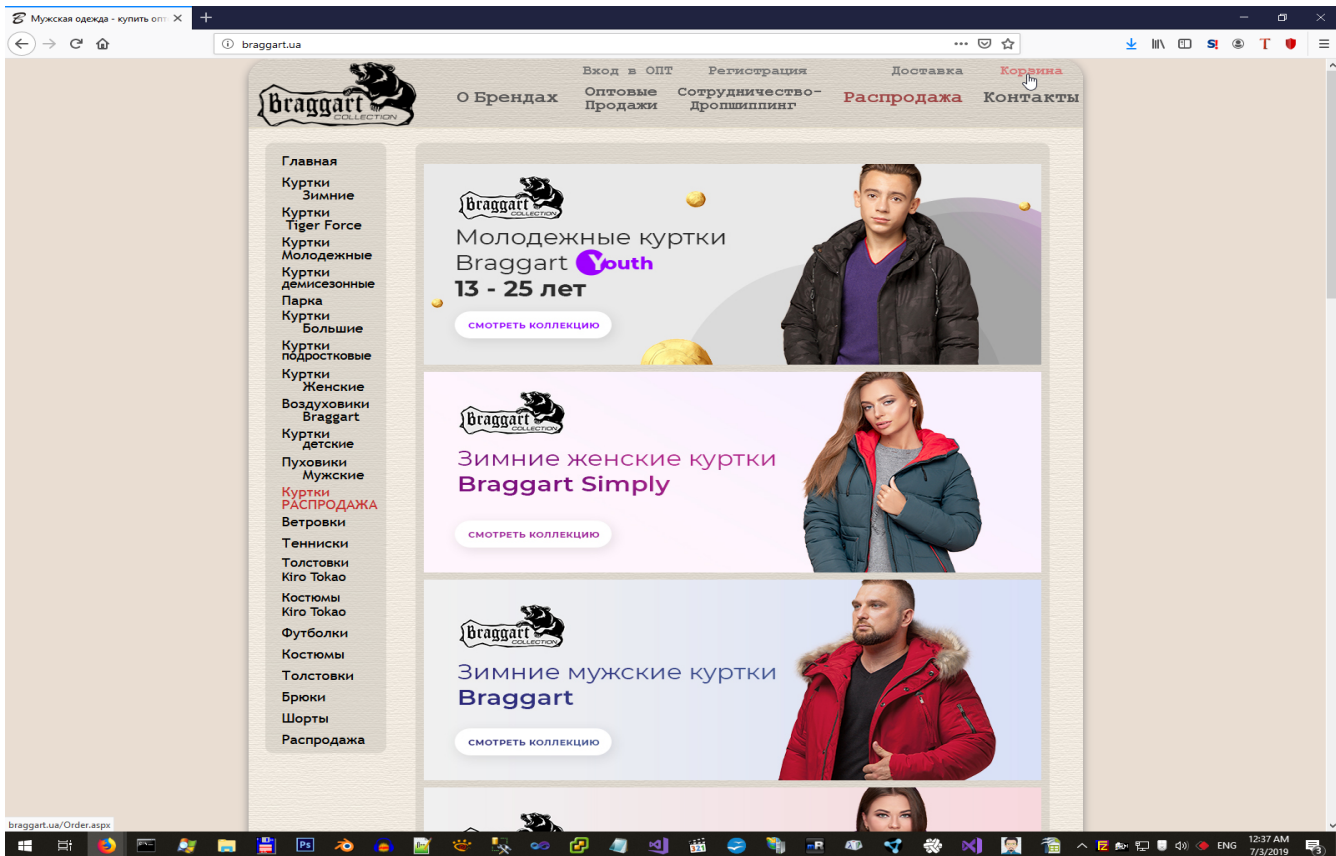 Мужская одежда - купить опт
braggart.ua
Вход в ОПТ Регистрация Доставка Корзина
Braggart
COLLECTION
О Брендах
Оптовые
Продажи
Сотрудничество-
Дропшиппинг
Распродажа
Контакты
Главная
Куртки
Зимние
Куртки
Tiger Force
Куртки
Молодежные
Куртки
демисезонные
Парка
Куртки
Большие
Куртки
подростковые
Куртки
Женские
Воздуховики
Braggart
Куртки
детские
Пуховики
Мужские
Куртки
РАСПРОДАЖА
Ветровки
Тенниски
Толстовки
Kiro Tokao
Костюмы
Kiro Tokao
Футболки
Костюмы
Толстовки
Брюки
Шорты
Распродажа
Braggart
COLLECTION
Молодежные куртки
Braggart Youth
13 - 25 лет
СМОТРЕТЬ КОЛЛЕКЦИЮ
Braggart
COLLECTION
Зимние женские куртки
Braggart Simply
СМОТРЕТЬ КОЛЛЕКЦИЮ
Braggart
COLLECTION
Зимние мужские куртки
Braggart
СМОТРЕТЬ КОЛЛЕКЦИЮ
braggart.ua/Order.aspx
ENG
12:37 AM
7/3/2019